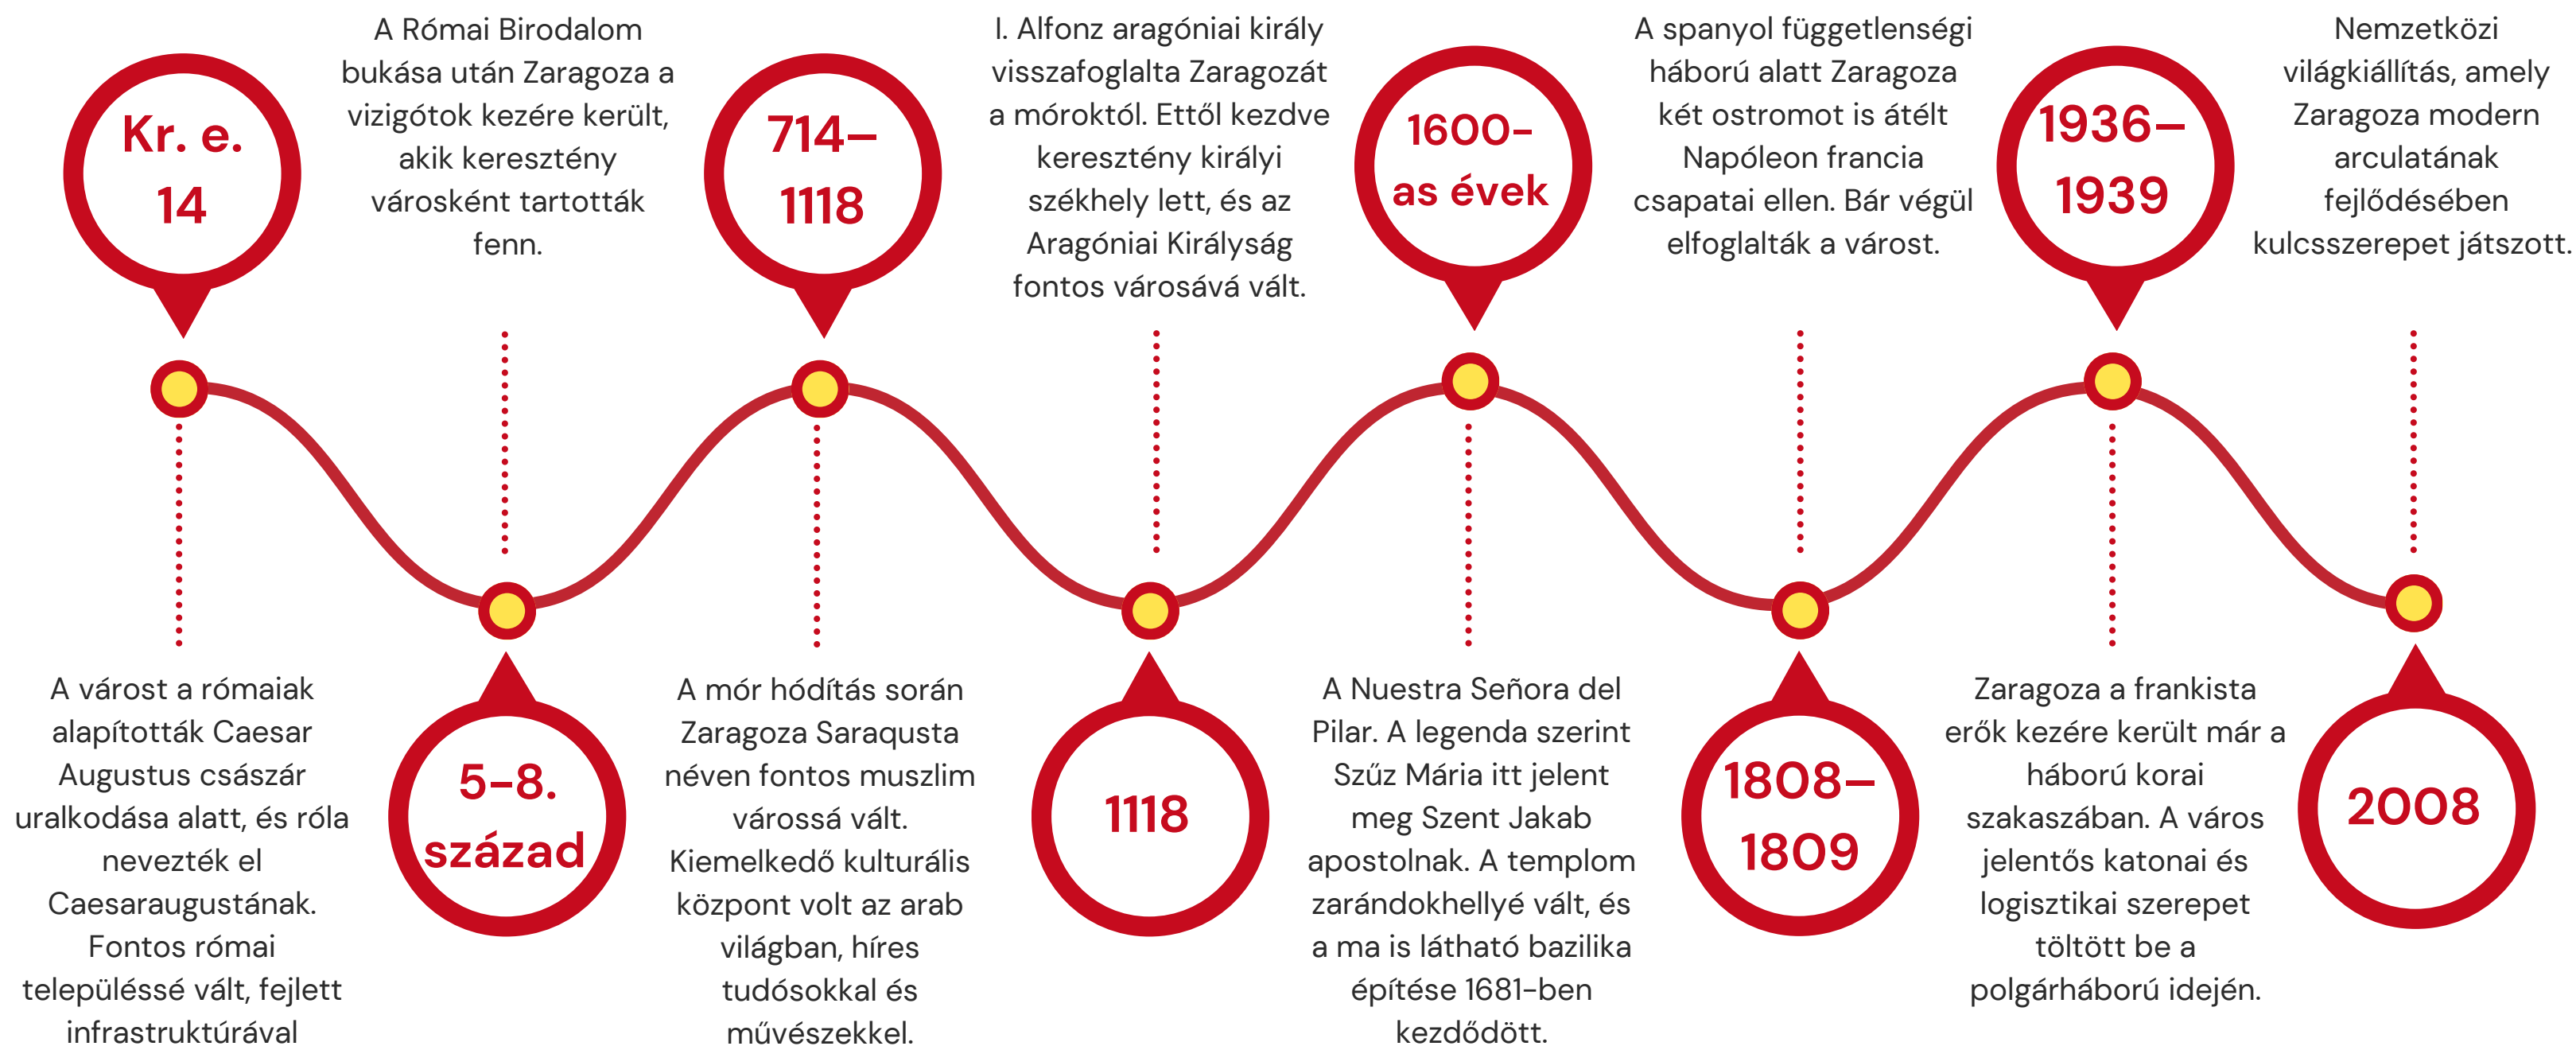 Kr. e.
14
A várost a rómaiak
alapították Caesar
Augustus császár
uralkodása alatt, és róla
nevezték el
Caesaraugustának.
Fontos római
településsé vált, fejlett
infrastruktúrával
A Római Birodalom
bukása után Zaragoza a
vizigótok kezére került,
akik keresztény
városként tartották
fenn.
5-8.
század
714–
1118
A mór hódítás során
Zaragoza Saraqusta
néven fontos muszlim
várossá vált.
Kiemelkedő kulturális
központ volt az arab
világban, híres
tudósokkal és
művészekkel.
I. Alfonz aragóniai király
visszafoglalta Zaragozát
a móroktól. Ettől kezdve
keresztény királyi
székhely lett, és az
Aragóniai Királyság
fontos városává vált.
1118
1600-
as évek
A Nuestra Señora del
Pilar. A legenda szerint
Szűz Mária itt jelent
meg Szent Jakab
apostolnak. A templom
zarándokhellyé vált, és
a ma is látható bazilika
építése 1681-ben
kezdődött.
A spanyol függetlenségi
háború alatt Zaragoza
két ostromot is átélt
Napóleon francia
csapatai ellen. Bár végül
elfoglalták a várost.
1808–
1809
1936–
1939
Zaragoza a frankista
erők kezére került már a
háború korai
szakaszában. A város
jelentős katonai és
logisztikai szerepet
töltött be a
polgárháború idején.
Nemzetközi
világkiállítás, amely
Zaragoza modern
arculatának
fejlődésében
kulcsszerepet játszott.
2008